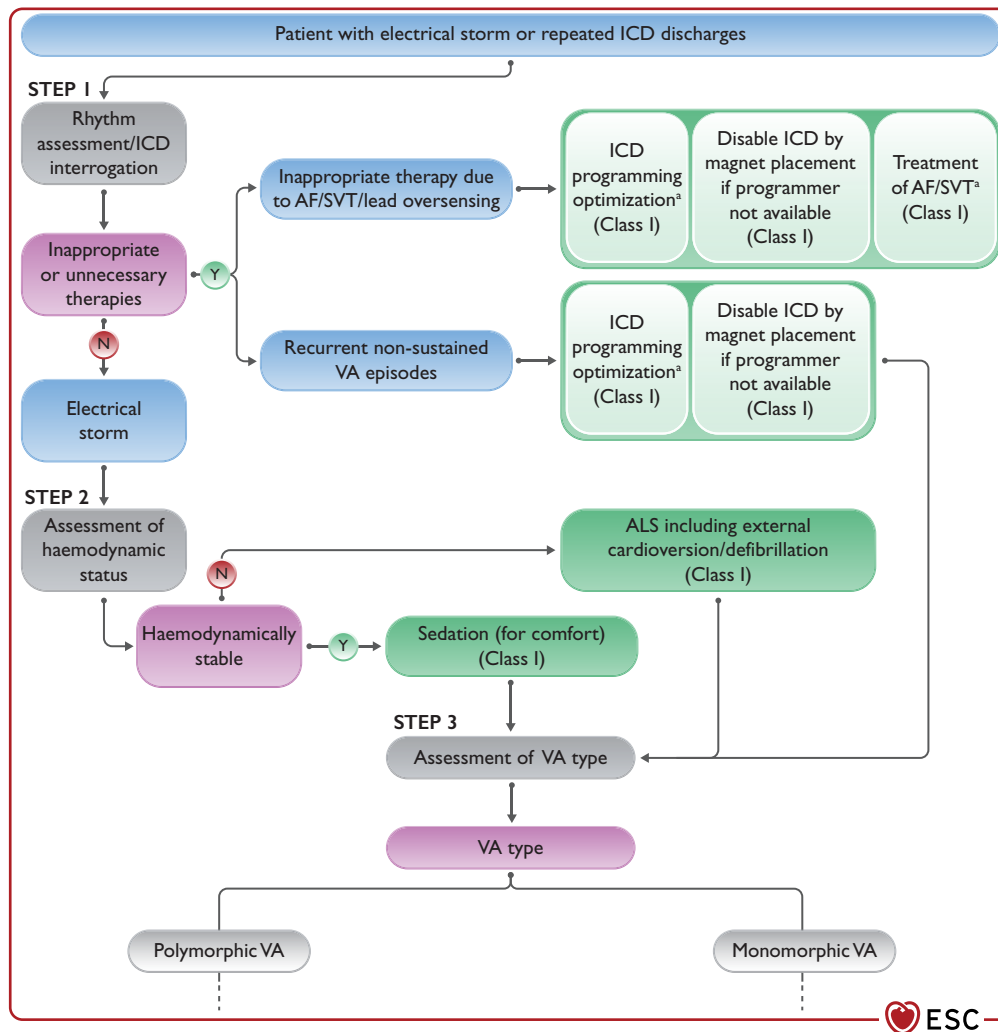 Patient with electrical storm or repeated ICD discharges
STEP 1
Rhythm
assessment/ICD
interrogation
Inappropriate
or unnecessary
therapies
Y
Inappropriate therapy due
to AF/SVT/lead oversensing
ICD
programming
optimizationᵃ
(Class I)
Disable ICD by
magnet placement
if programmer
not available
(Class I)
Treatment
of AF/SVTᵃ
(Class I)
Recurrent non-sustained
VA episodes
ICD
programming
optimizationᵃ
(Class I)
Disable ICD by
magnet placement
if programmer
not available
(Class I)
N
Electrical
storm
STEP 2
Assessment of
haemodynamic
status
N
ALS including external
cardioversion/defibrillation
(Class I)
Haemodynamically
stable
Y
Sedation (for comfort)
(Class I)
STEP 3
Assessment of VA type
VA type
Polymorphic VA
Monomorphic VA
ESC